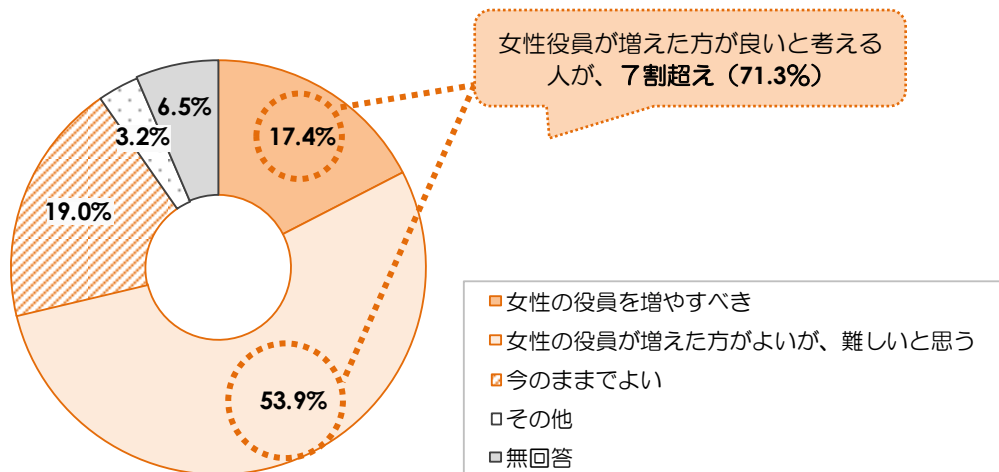 女性役員が増えた方が良いと考える
人が、７割超え（71.3％）
6.5%
17.4%
3.2%
19.0%
53.9%
女性の役員を増やすべき
女性の役員が増えた方がよいが、難しいと思う
今のままでよい
その他
無回答